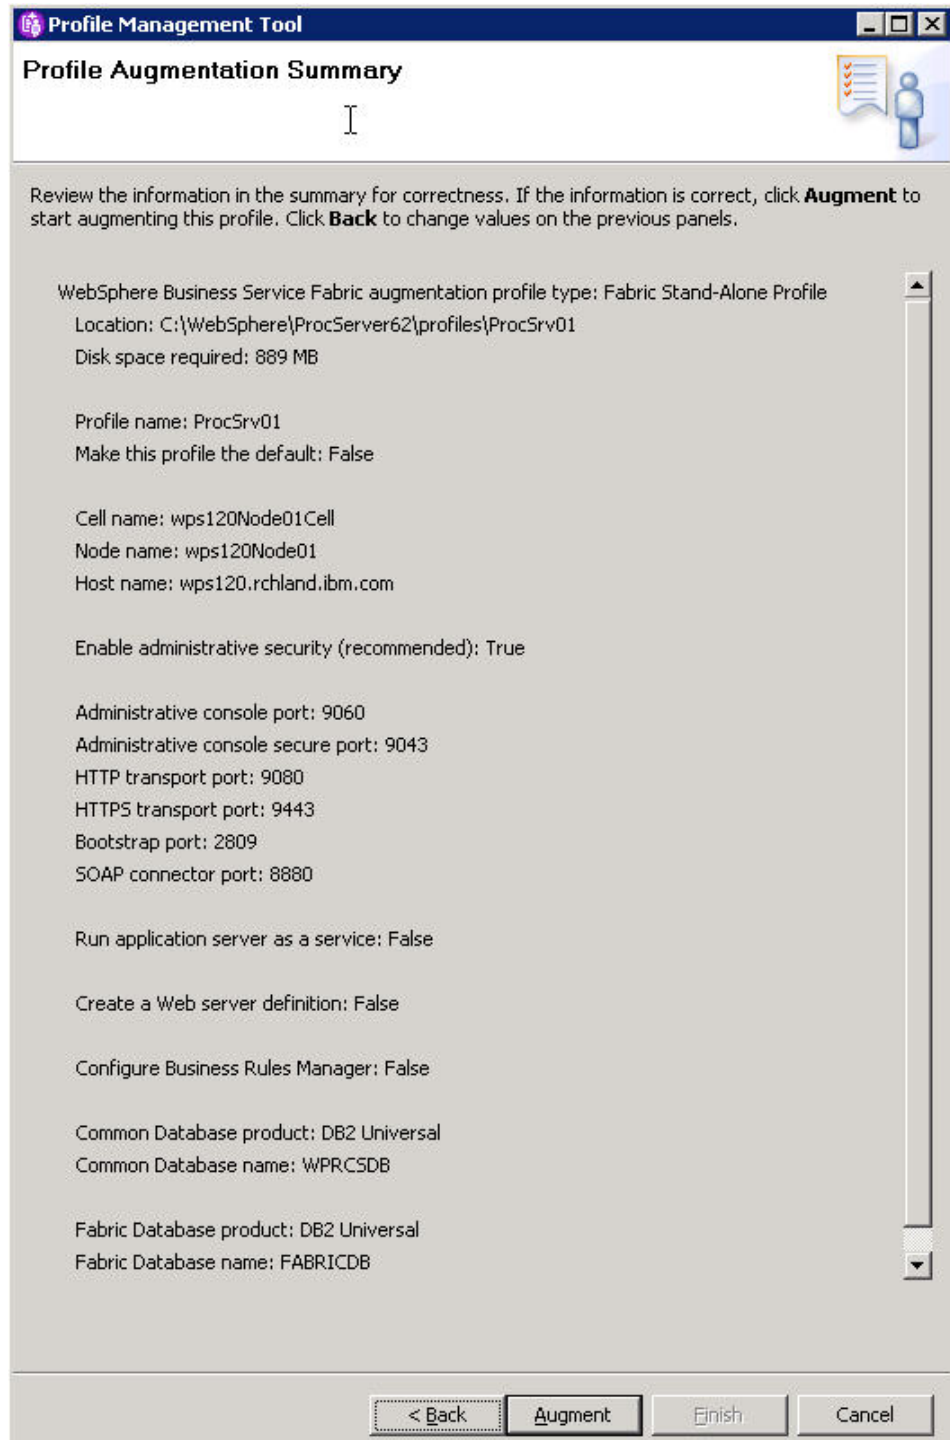 Profile Management Tool
Profile Augmentation Summary
Review the information in the summary for correctness. If the information is correct, click Augment to
start augmenting this profile. Click Back to change values on the previous panels.
WebSphere Business Service Fabric augmentation profile type: Fabric Stand-Alone Profile
Location: C:\WebSphere\ProcServer62\profiles\ProcSrv01
Disk space required: 889 MB
Profile name: ProcSrv01
Make this profile the default: False
Cell name: wps120Node01Cell
Node name: wps120Node01
Host name: wps120.rchland.ibm.com
Enable administrative security (recommended): True
Administrative console port: 9060
Administrative console secure port: 9043
HTTP transport port: 9080
HTTPS transport port: 9443
Bootstrap port: 2809
SOAP connector port: 8880
Run application server as a service: False
Create a Web server definition: False
Configure Business Rules Manager: False
Common Database product: DB2 Universal
Common Database name: WPRCSDB
Fabric Database product: DB2 Universal
Fabric Database name: FABRICDB
< Back Augment Finish Cancel